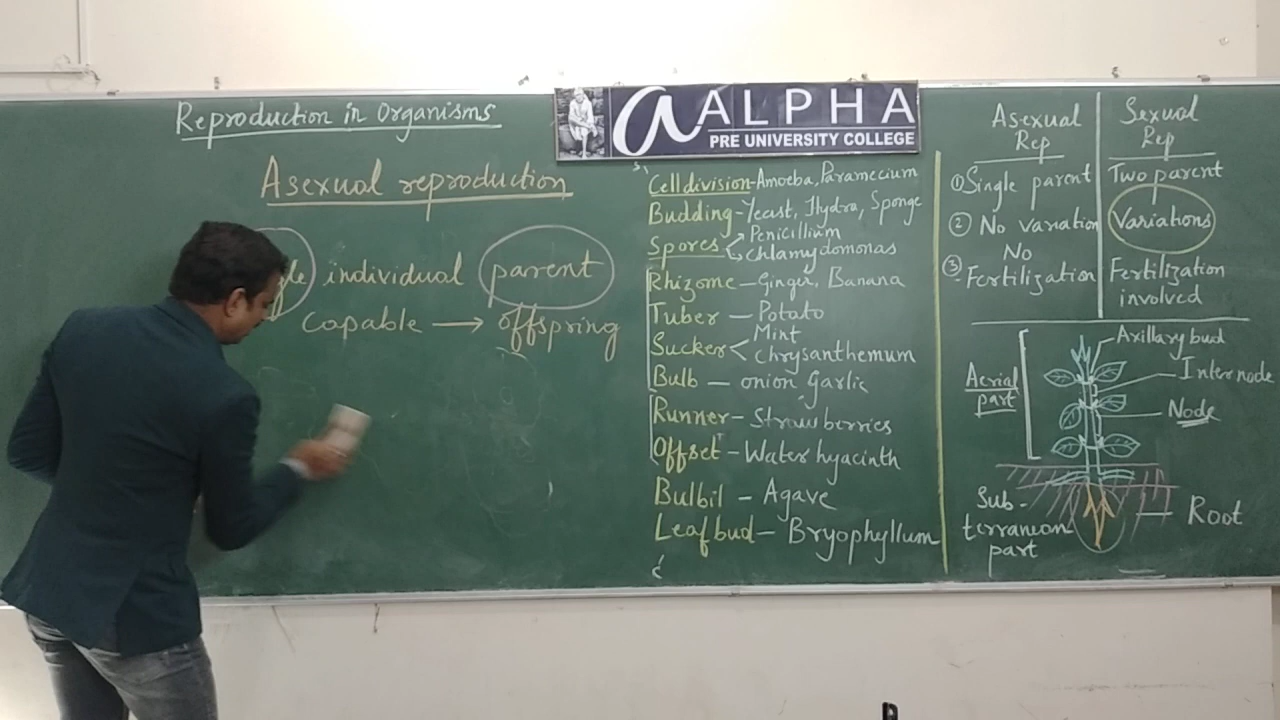 Reproduction in Organisms
Asexual reproduction
individual parent
capable → offspring
ALPHA
PRE UNIVERSITY COLLEGE
Cell division - Amoeba, Paramecium
Budding - Yeast, Hydra, Sponge
Penicillium
Spores
Chlamydomonas
Rhizome - Ginger, Banana
Tuber - Potato
Mint
Sucker <
chrysanthemum
Bulb - onion Garlic
Runner - Strawberries
Offset - Water hyacinth
Bulbil - Agave
Leaf bud - Bryophyllum
Asexual
Rep
① Single parent
② No variation
No
③ Fertilization
Sexual
Rep
Two parent
Variations
Fertilization
involved
Aerial
part
Axillary bud
Internode
Node
Sub-
terranean
part
Root